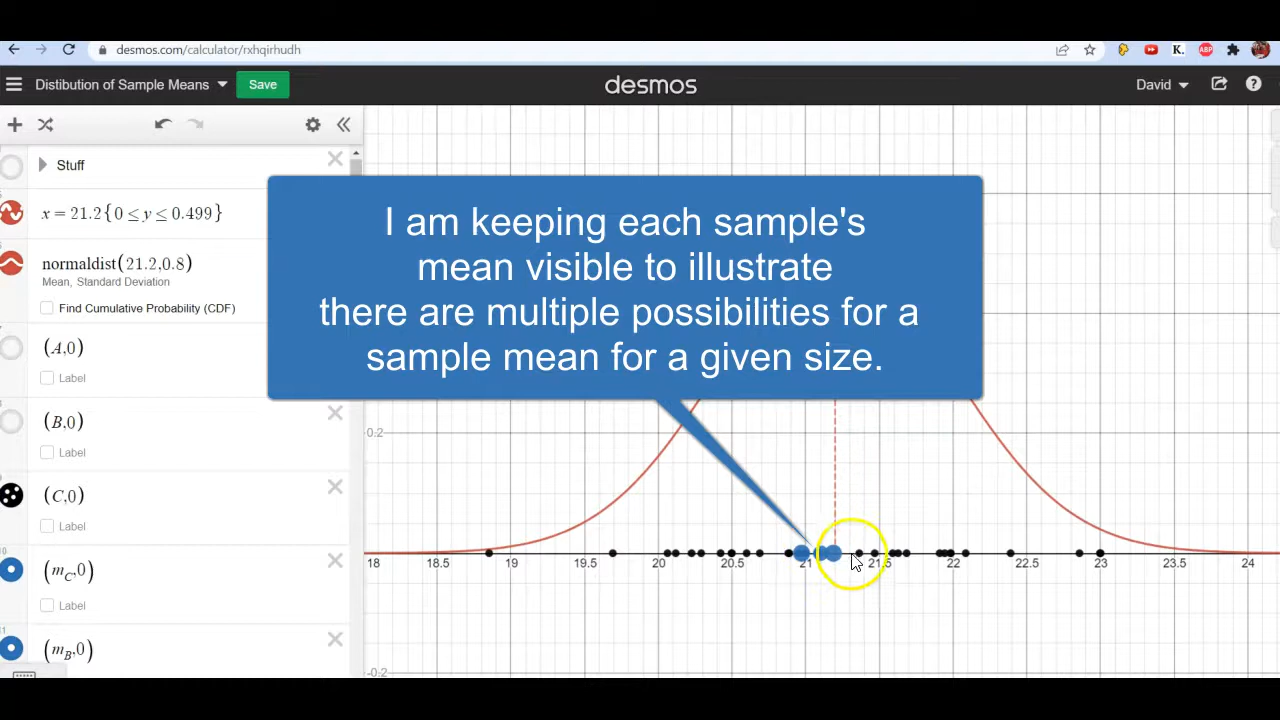 desmos.com/calculator/rxhqirhudh
K.
ABP
Distibution of Sample Means
Save
desmos
David
Stuff
x = 21.2{0 ≤ y ≤ 0.499}
normaldist(21.2,0.8)
Mean, Standard Deviation
Find Cumulative Probability (CDF)
(A,0)
Label
(B,0)
Label
(C,0)
Label
10
(m_C,0)
Label
11
(m_B,0)
I am keeping each sample's
mean visible to illustrate
there are multiple possibilities for a
sample mean for a given size.
0.2
18 18.5 19 19.5 20 20.5 21 21.5 22 22.5 23 23.5 24
-0.2